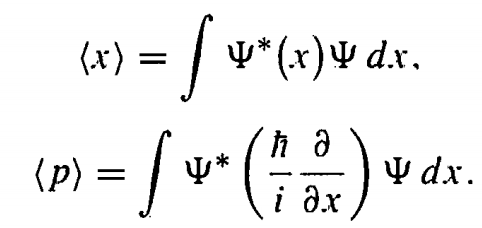 ⟨x⟩ = ∫ Ψ*(x)Ψ dx,
⟨p⟩ = ∫ Ψ* (ħ/i ∂/∂x) Ψ dx.